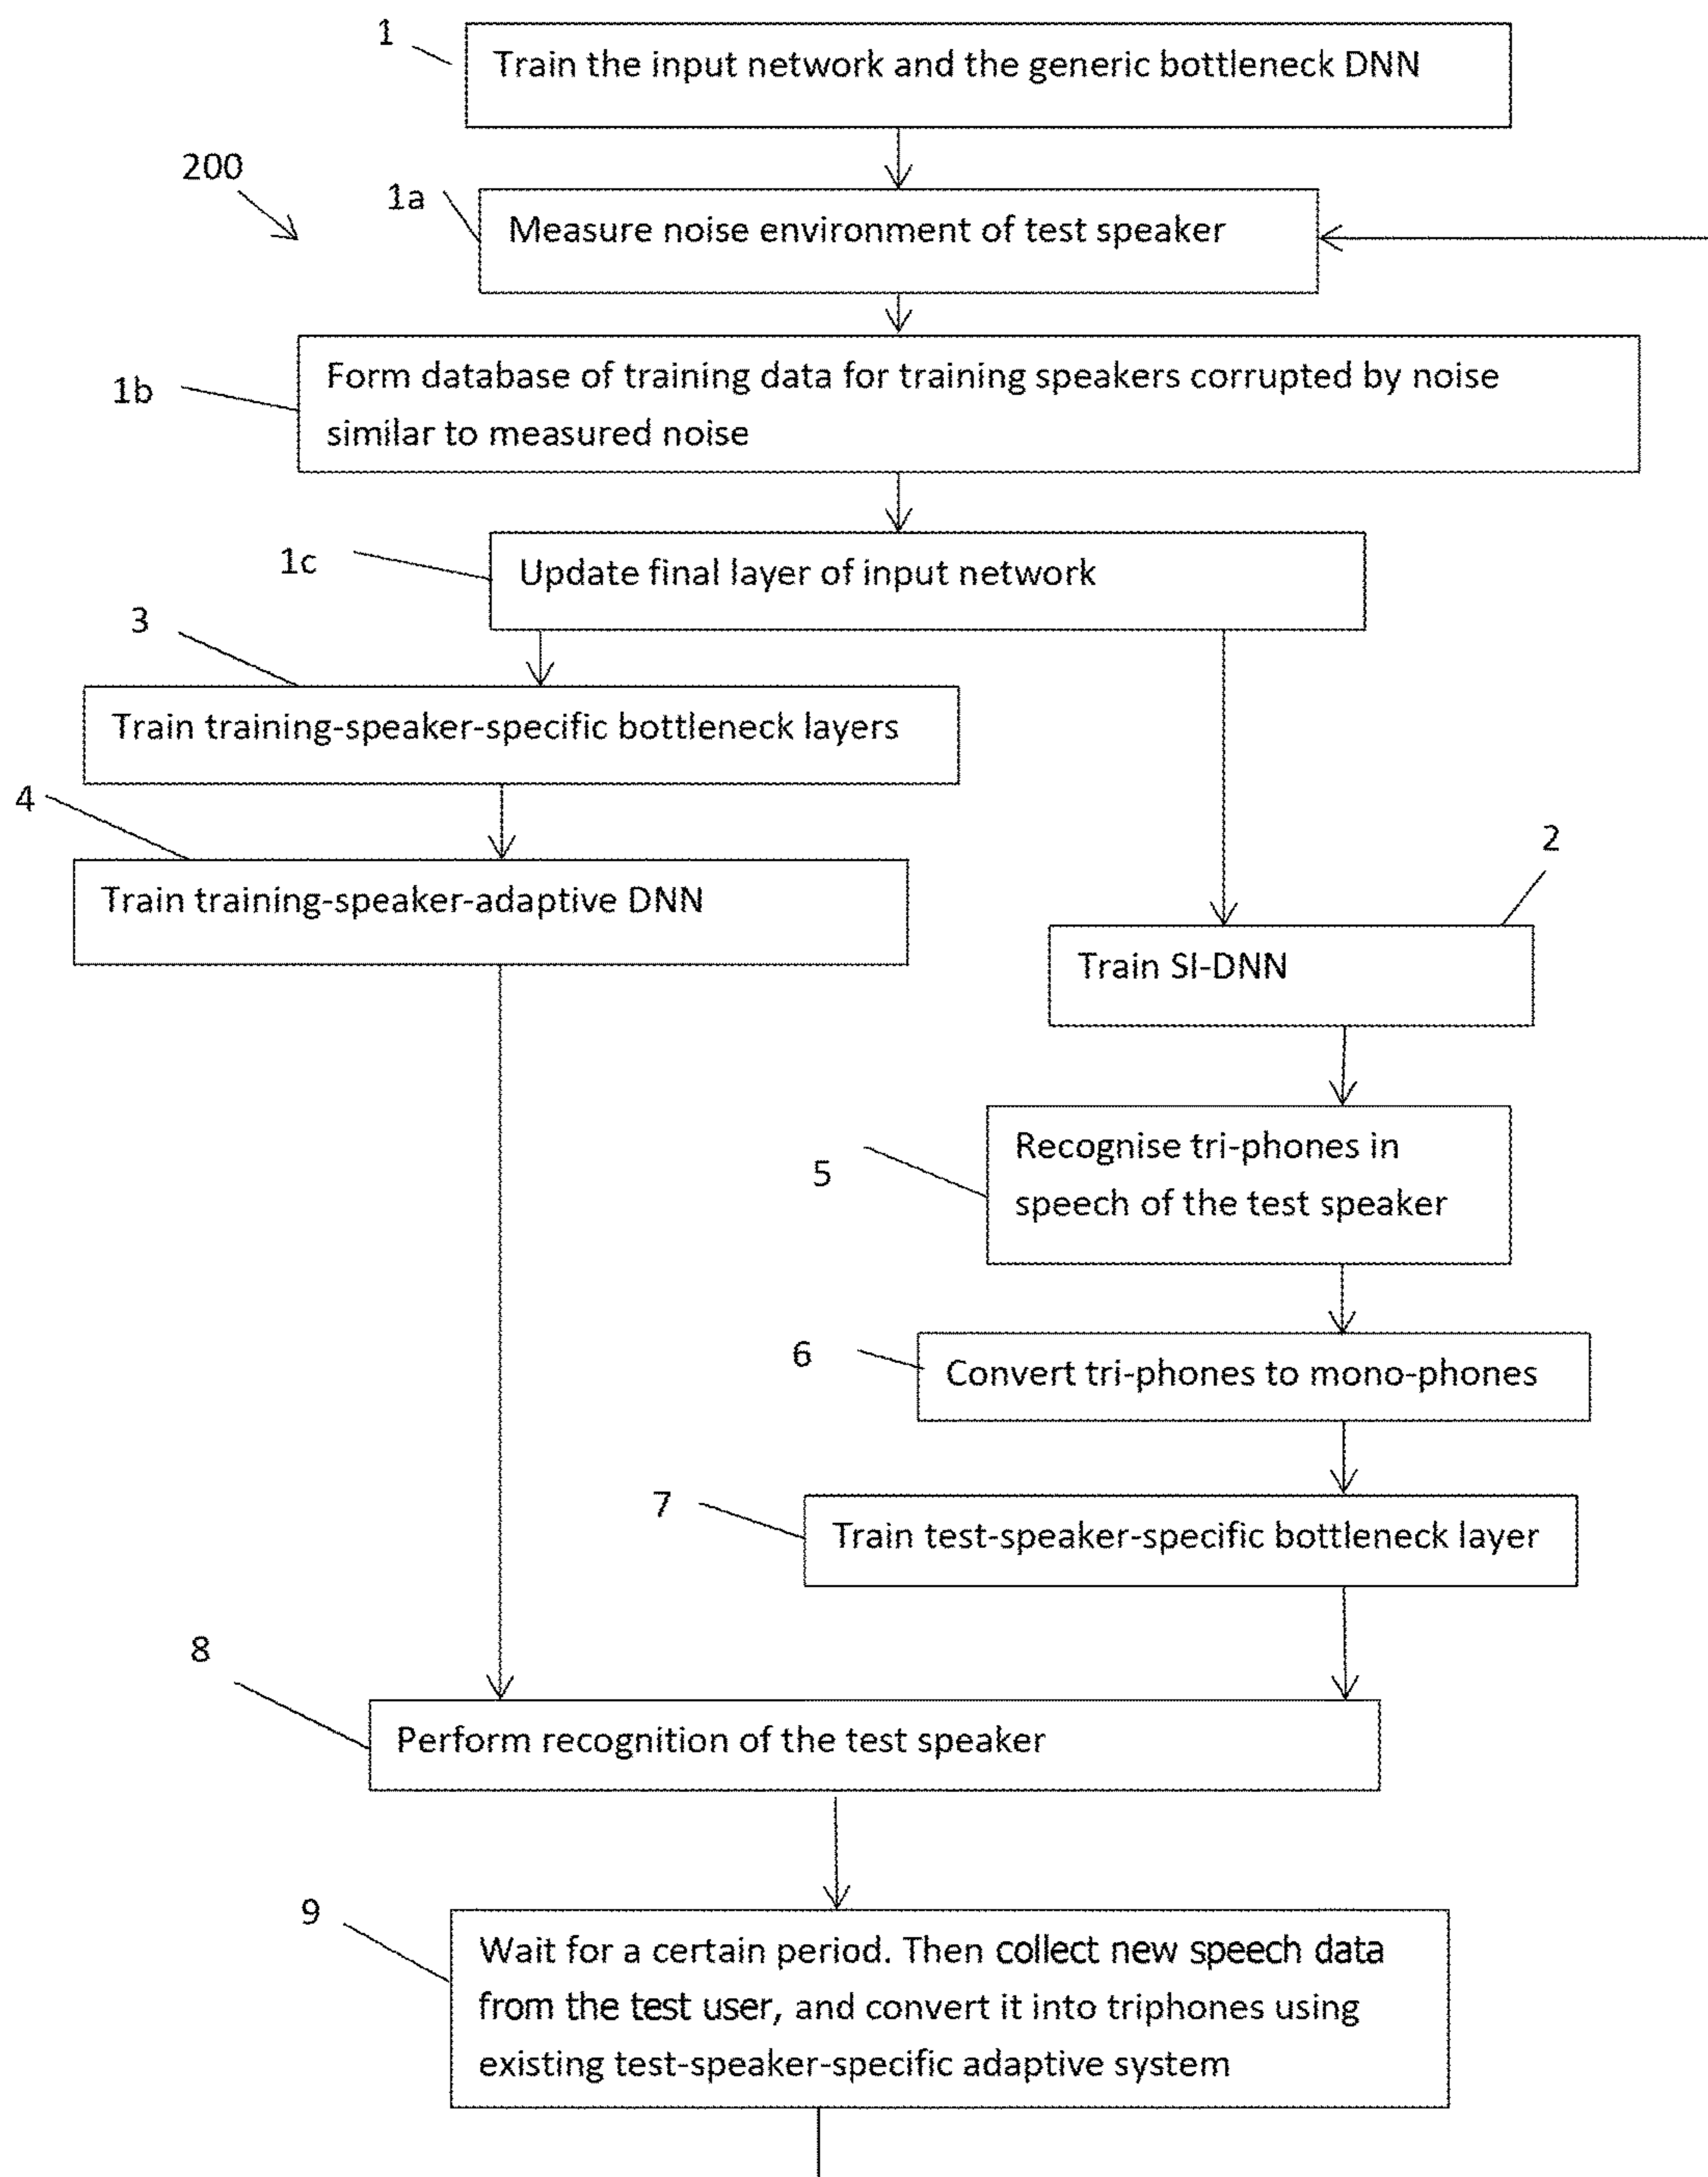 1
Train the input network and the generic bottleneck DNN
200
1a
Measure noise environment of test speaker
1b
Form database of training data for training speakers corrupted by noise
similar to measured noise
1c
Update final layer of input network
3
Train training-speaker-specific bottleneck layers
4
Train training-speaker-adaptive DNN
2
Train SI-DNN
5
Recognise tri-phones in
speech of the test speaker
6
Convert tri-phones to mono-phones
7
Train test-speaker-specific bottleneck layer
8
Perform recognition of the test speaker
9
Wait for a certain period. Then collect new speech data
from the test user, and convert it into triphones using
existing test-speaker-specific adaptive system